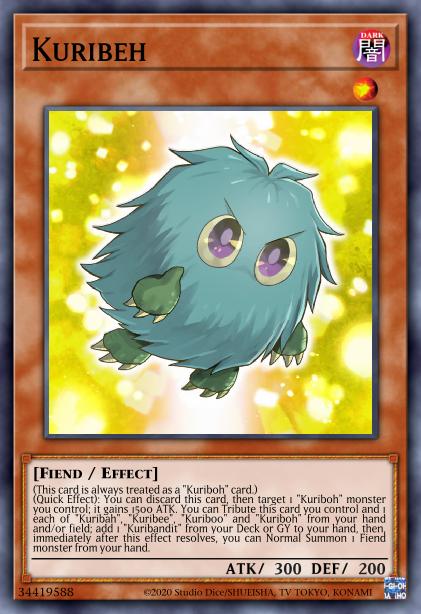 KURIBEH
DARK
闇
[FIEND / EFFECT]
(This card is always treated as a "Kuriboh" card.)
(Quick Effect): You can discard this card, then target 1 "Kuriboh" monster
you control; it gains 1500 ATK. You can Tribute this card you control and 1
each of "Kuribah", "Kuribee", "Kuriboo" and "Kuriboh" from your hand
and/or field; add 1 "Kuribandit" from your Deck or GY to your hand, then,
immediately after this effect resolves, you can Normal Summon 1 Fiend
monster from your hand.
ATK/ 300 DEF/ 200
34419588
©2020 Studio Dice/SHUEISHA, TV TOKYO, KONAMI